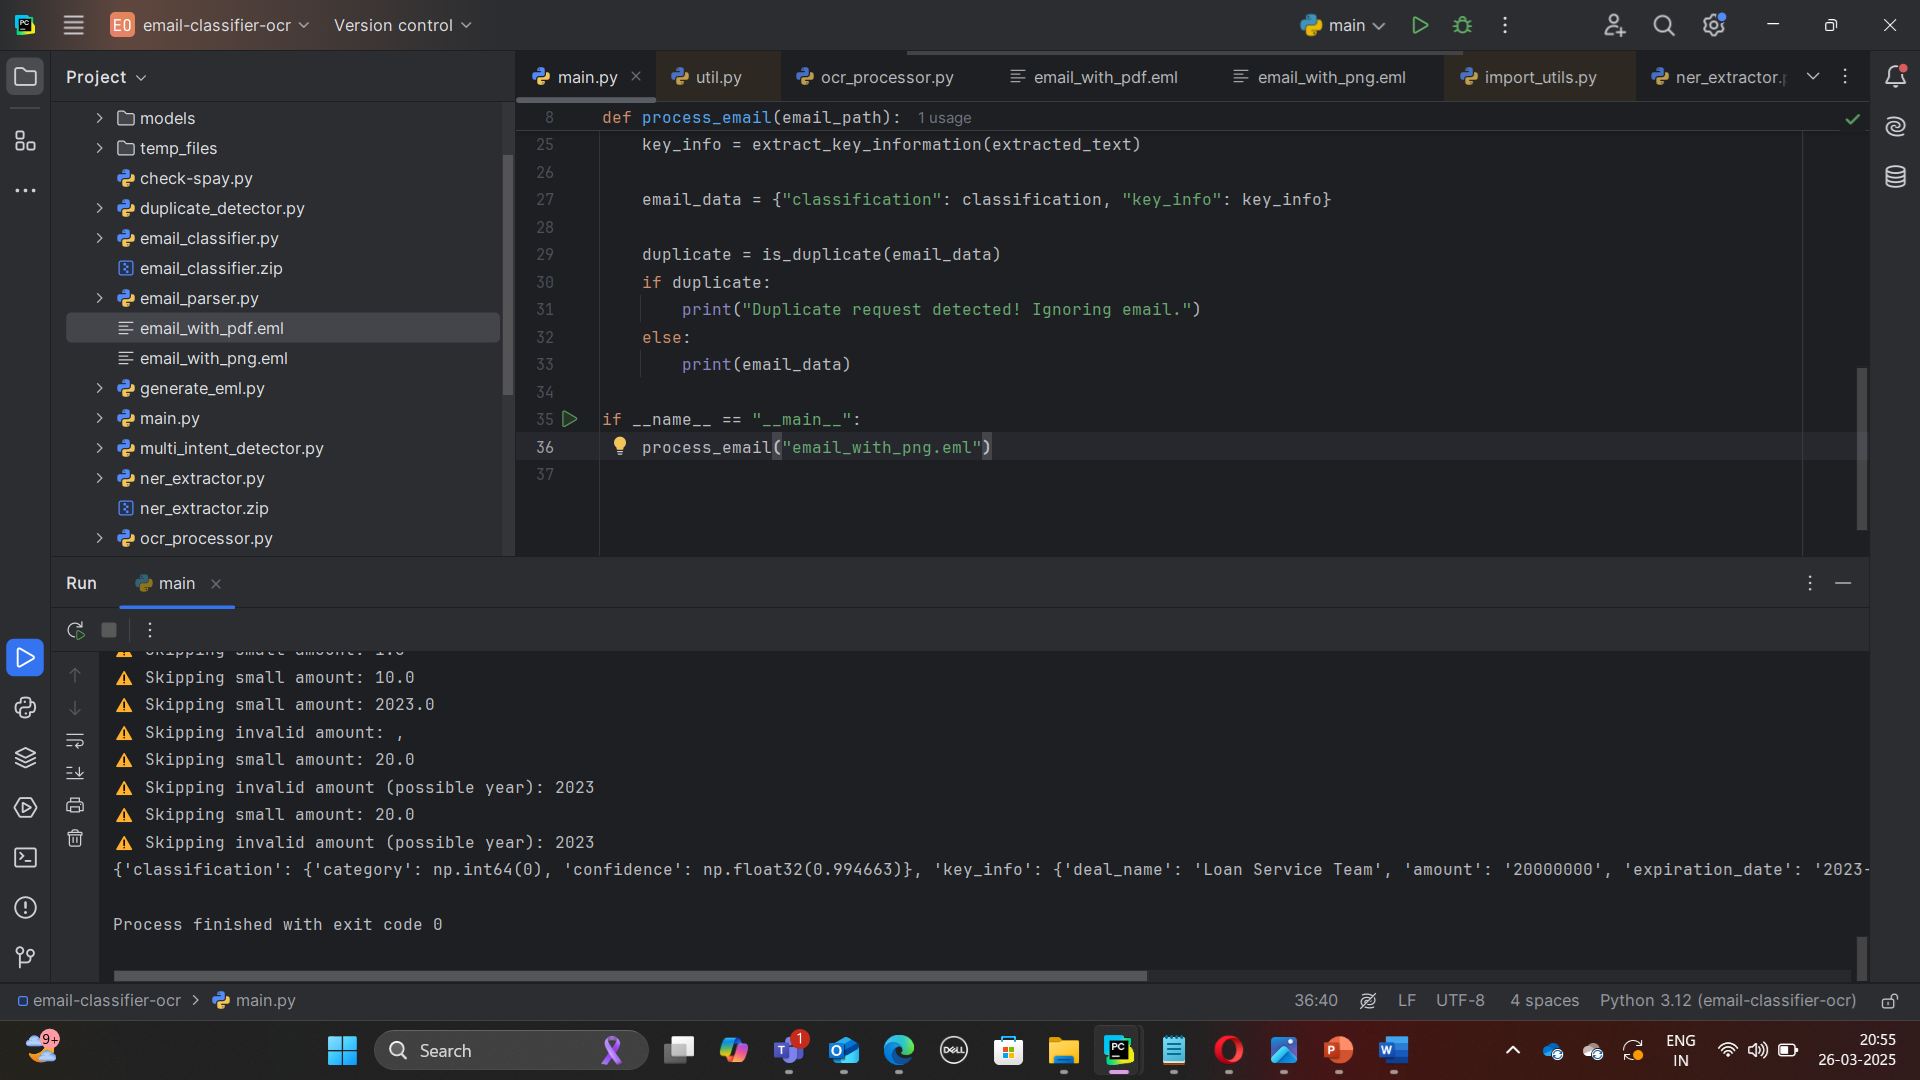 PC
EO email-classifier-ocr
Version control
main
Project
main.py
util.py
ocr_processor.py
email_with_pdf.eml
email_with_png.eml
import_utils.py
ner_extractor.p
models
temp_files
check-spay.py
duplicate_detector.py
email_classifier.py
email_classifier.zip
email_parser.py
email_with_pdf.eml
email_with_png.eml
generate_eml.py
main.py
multi_intent_detector.py
ner_extractor.py
ner_extractor.zip
ocr_processor.py
8 def process_email(email_path): 1 usage
25 key_info = extract_key_information(extracted_text)
26
27 email_data = {"classification": classification, "key_info": key_info}
28
29 duplicate = is_duplicate(email_data)
30 if duplicate:
31 print("Duplicate request detected! Ignoring email.")
32 else:
33 print(email_data)
34
35 if __name__ == "__main__":
36 process_email("email_with_png.eml")
37
Run
main
Skipping small amount: 1.0
Skipping small amount: 10.0
Skipping small amount: 2023.0
Skipping invalid amount: ,
Skipping small amount: 20.0
Skipping invalid amount (possible year): 2023
Skipping small amount: 20.0
Skipping invalid amount (possible year): 2023
{'classification': {'category': np.int64(0), 'confidence': np.float32(0.994663)}, 'key_info': {'deal_name': 'Loan Service Team', 'amount': '20000000', 'expiration_date': '2023-
Process finished with exit code 0
email-classifier-ocr > main.py
36:40 LF UTF-8 4 spaces Python 3.12 (email-classifier-ocr)
9+
Search
1
DELL
PC
P
W
ENG
IN
20:55
26-03-2025